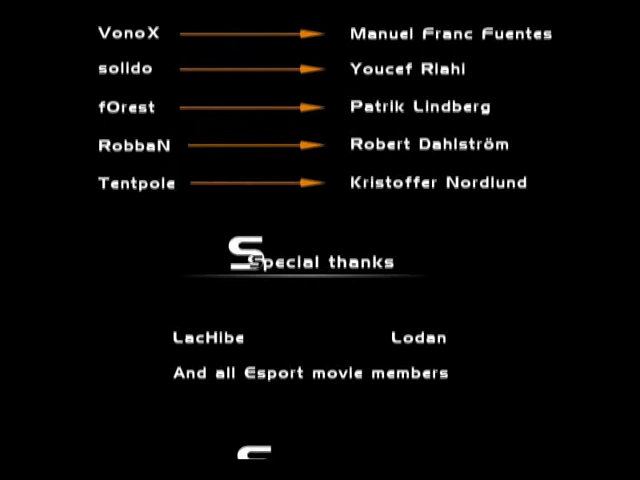 VonoX Manuel Franc Fuentes
solido Youcef Riahi
fOrest Patrik Lindberg
RobbaN Robert Dahlström
Tentpole Kristoffer Nordlund
Special thanks
LacHibe Lodan
And all Esport movie members